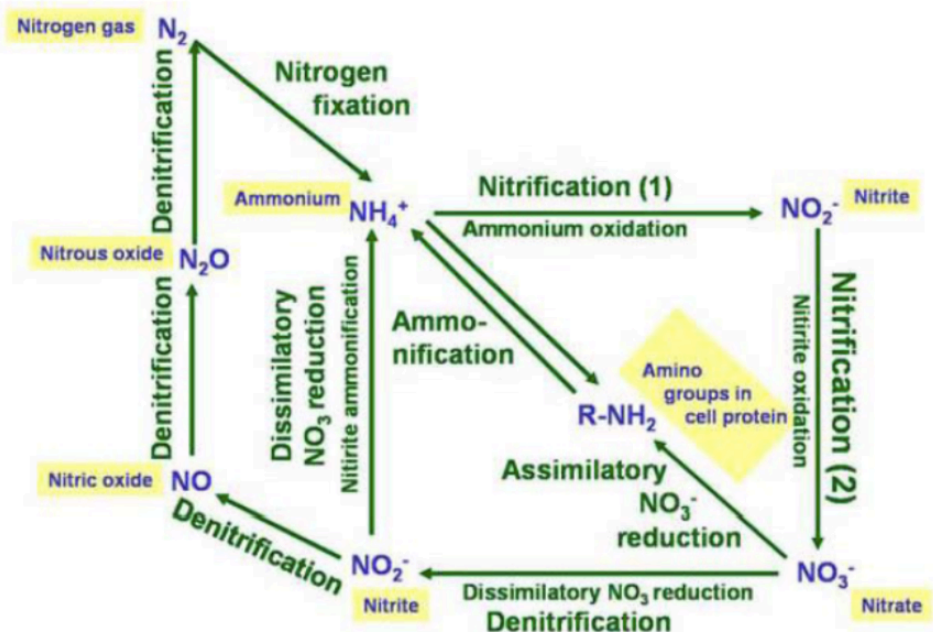 Nitrogen gas N₂
Nitrogen
fixation
Denitrification
Ammonium NH₄⁺
Nitrification (1)
Ammonium oxidation
NO₂⁻ Nitrite
Nitrous oxide N₂O
Denitrification
Dissimilatory
NO₃ reduction
Nitirite ammonification
Ammo-
nification
Amino
groups in
cell protein
R-NH₂
Nitirite oxidation
Nitrification (2)
Assimilatory
NO₃⁻
reduction
Nitric oxide NO
Denitrification
NO₂⁻
Nitrite
Dissimilatory NO₃ reduction
Denitrification
NO₃⁻
Nitrate